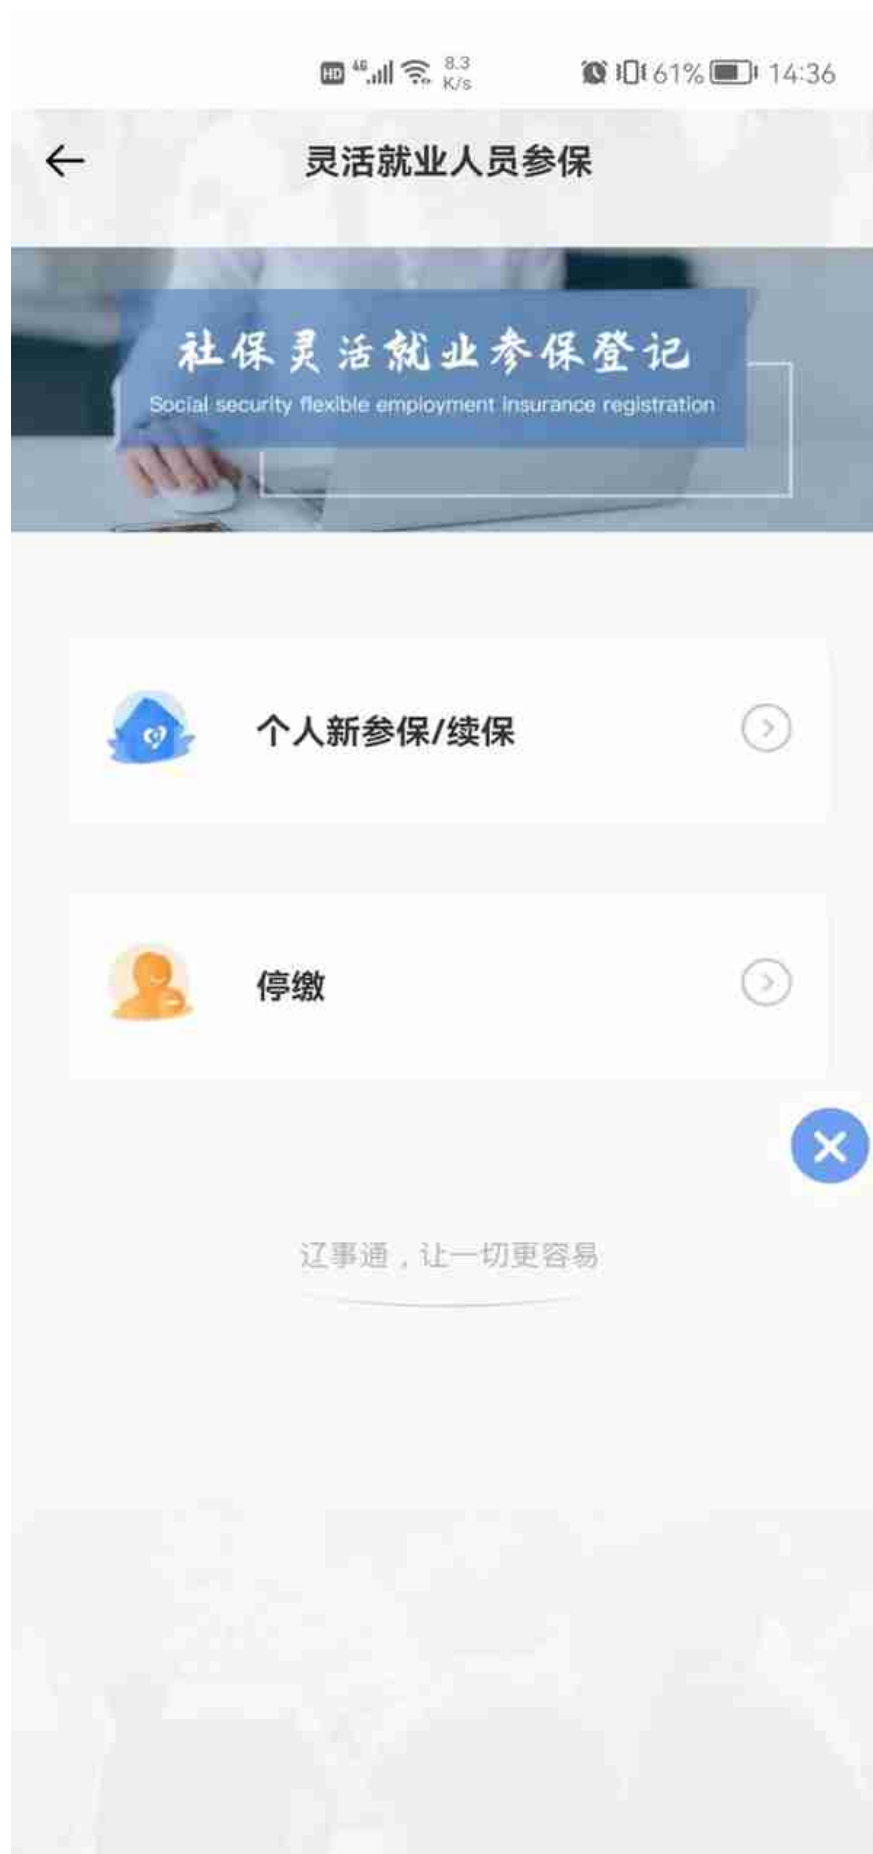 HD 4G 8.3 K/s 61% 14:36
灵活就业人员参保
社保灵活就业参保登记
Social security flexible employment insurance registration
个人新参保/续保
停缴
辽事通，让一切更容易